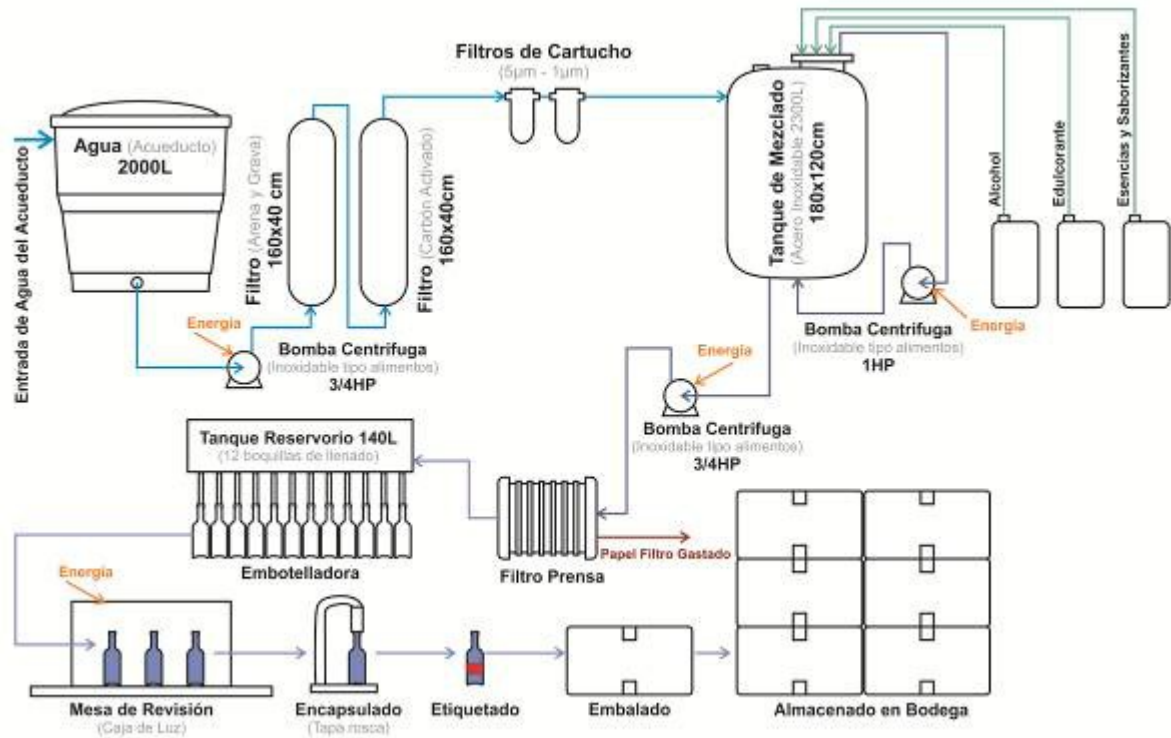 Entrada de Agua del Acueducto
Agua (Acueducto)
2000L
Filtro (Arena y Grava)
160x40 cm
Filtro (Carbón Activado)
160x40cm
Filtros de Cartucho
(5µm - 1µm)
Tanque de Mezclado
(Acero Inoxidable 2300L)
180x120cm
Alcohol
Edulcorante
Esencias y Saborizantes
Energía
Bomba Centrifuga
(Inoxidable tipo alimentos)
3/4HP
Energía
Bomba Centrifuga
(Inoxidable tipo alimentos)
1HP
Energía
Bomba Centrifuga
(Inoxidable tipo alimentos)
3/4HP
Tanque Reservorio 140L
(12 boquillas de llenado)
Embotelladora
Filtro Prensa
Papel Filtro Gastado
Energía
Mesa de Revisión
(Caja de Luz)
Encapsulado
(Tapa rosca)
Etiquetado
Embalado
Almacenado en Bodega